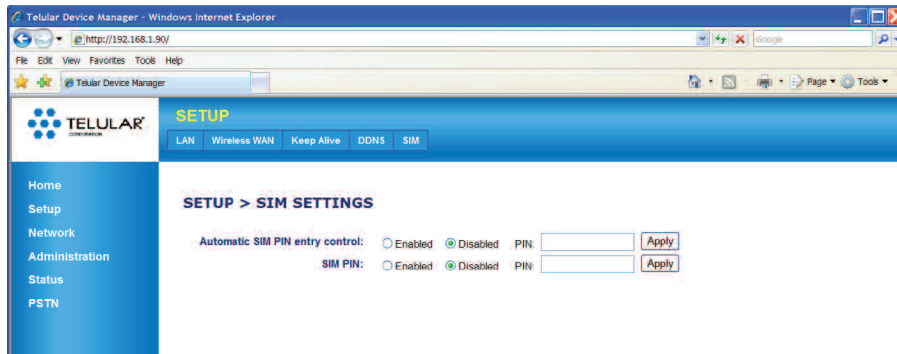 Telular Device Manager - Windows Internet Explorer
http://192.168.1.90/
Google
File Edit View Favorites Tools Help
Telular Device Manager
Page Tools
TELULAR
CORPORATION
SETUP
LAN Wireless WAN Keep Alive DDNS SIM
Home
Setup
Network
Administration
Status
PSTN
SETUP > SIM SETTINGS
Automatic SIM PIN entry control: Enabled Disabled PIN: Apply
SIM PIN: Enabled Disabled PIN: Apply